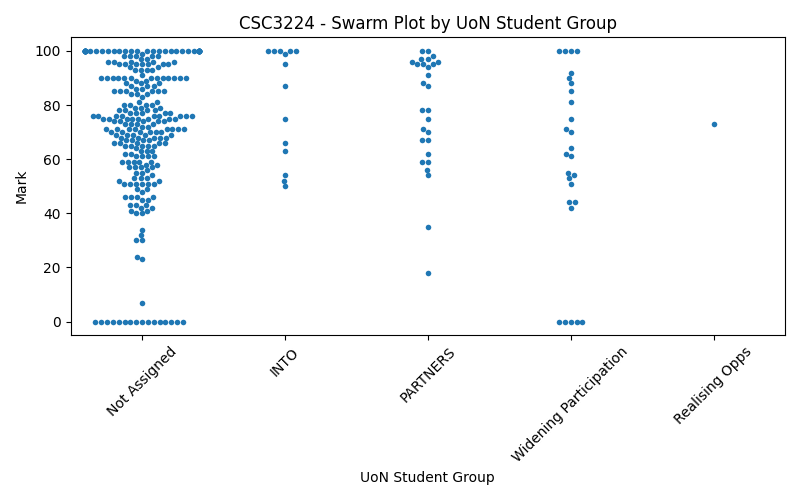 CSC3224 - Swarm Plot by UoN Student Group
Mark
100
80
60
40
20
0
Not Assigned
INTO
PARTNERS
Widening Participation
Realising Opps
UoN Student Group